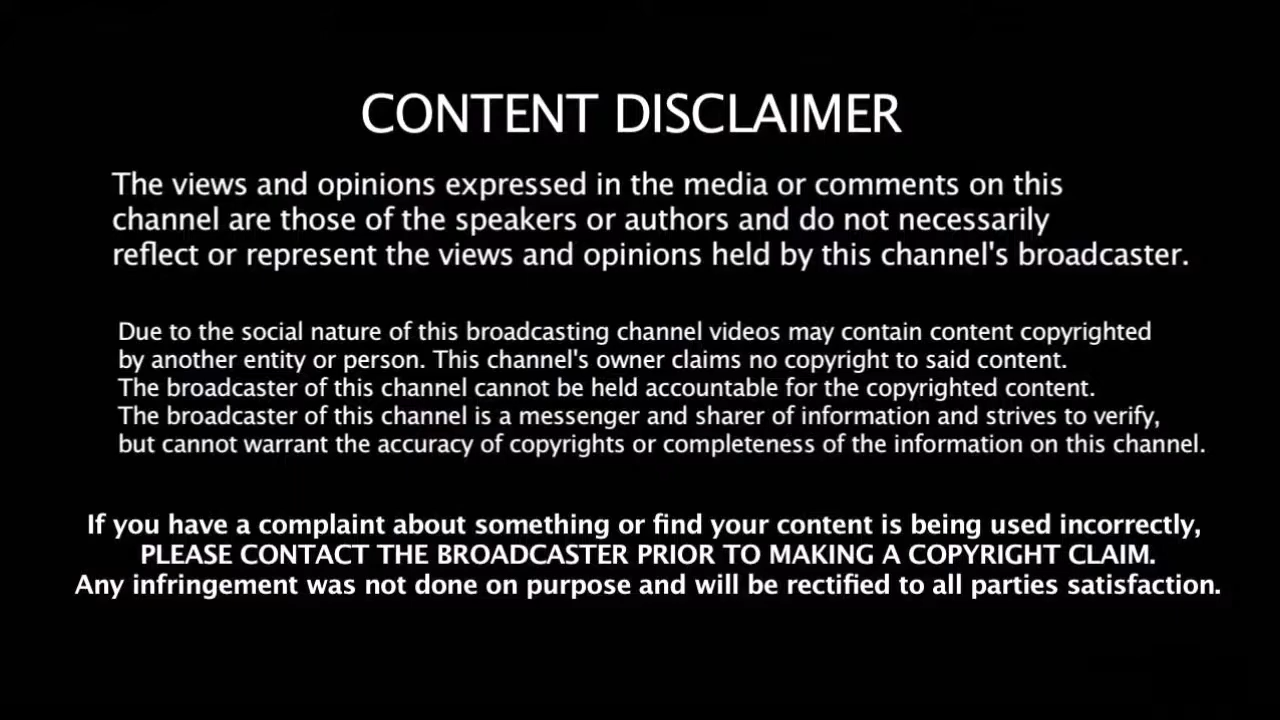 CONTENT DISCLAIMER
The views and opinions expressed in the media or comments on this
channel are those of the speakers or authors and do not necessarily
reflect or represent the views and opinions held by this channel's broadcaster.
Due to the social nature of this broadcasting channel videos may contain content copyrighted
by another entity or person. This channel's owner claims no copyright to said content.
The broadcaster of this channel cannot be held accountable for the copyrighted content.
The broadcaster of this channel is a messenger and sharer of information and strives to verify,
but cannot warrant the accuracy of copyrights or completeness of the information on this channel.
If you have a complaint about something or find your content is being used incorrectly,
PLEASE CONTACT THE BROADCASTER PRIOR TO MAKING A COPYRIGHT CLAIM.
Any infringement was not done on purpose and will be rectified to all parties satisfaction.